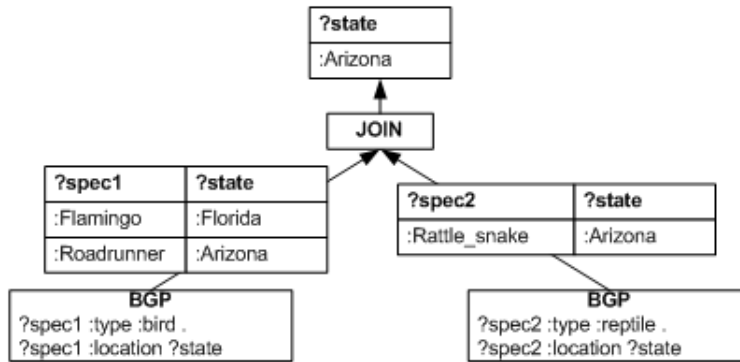 ?state
:Arizona
JOIN
?spec1 ?state
:Flamingo :Florida
:Roadrunner :Arizona
?spec2 ?state
:Rattle_snake :Arizona
BGP
?spec1 :type :bird .
?spec1 :location ?state
BGP
?spec2 :type :reptile .
?spec2 :location ?state